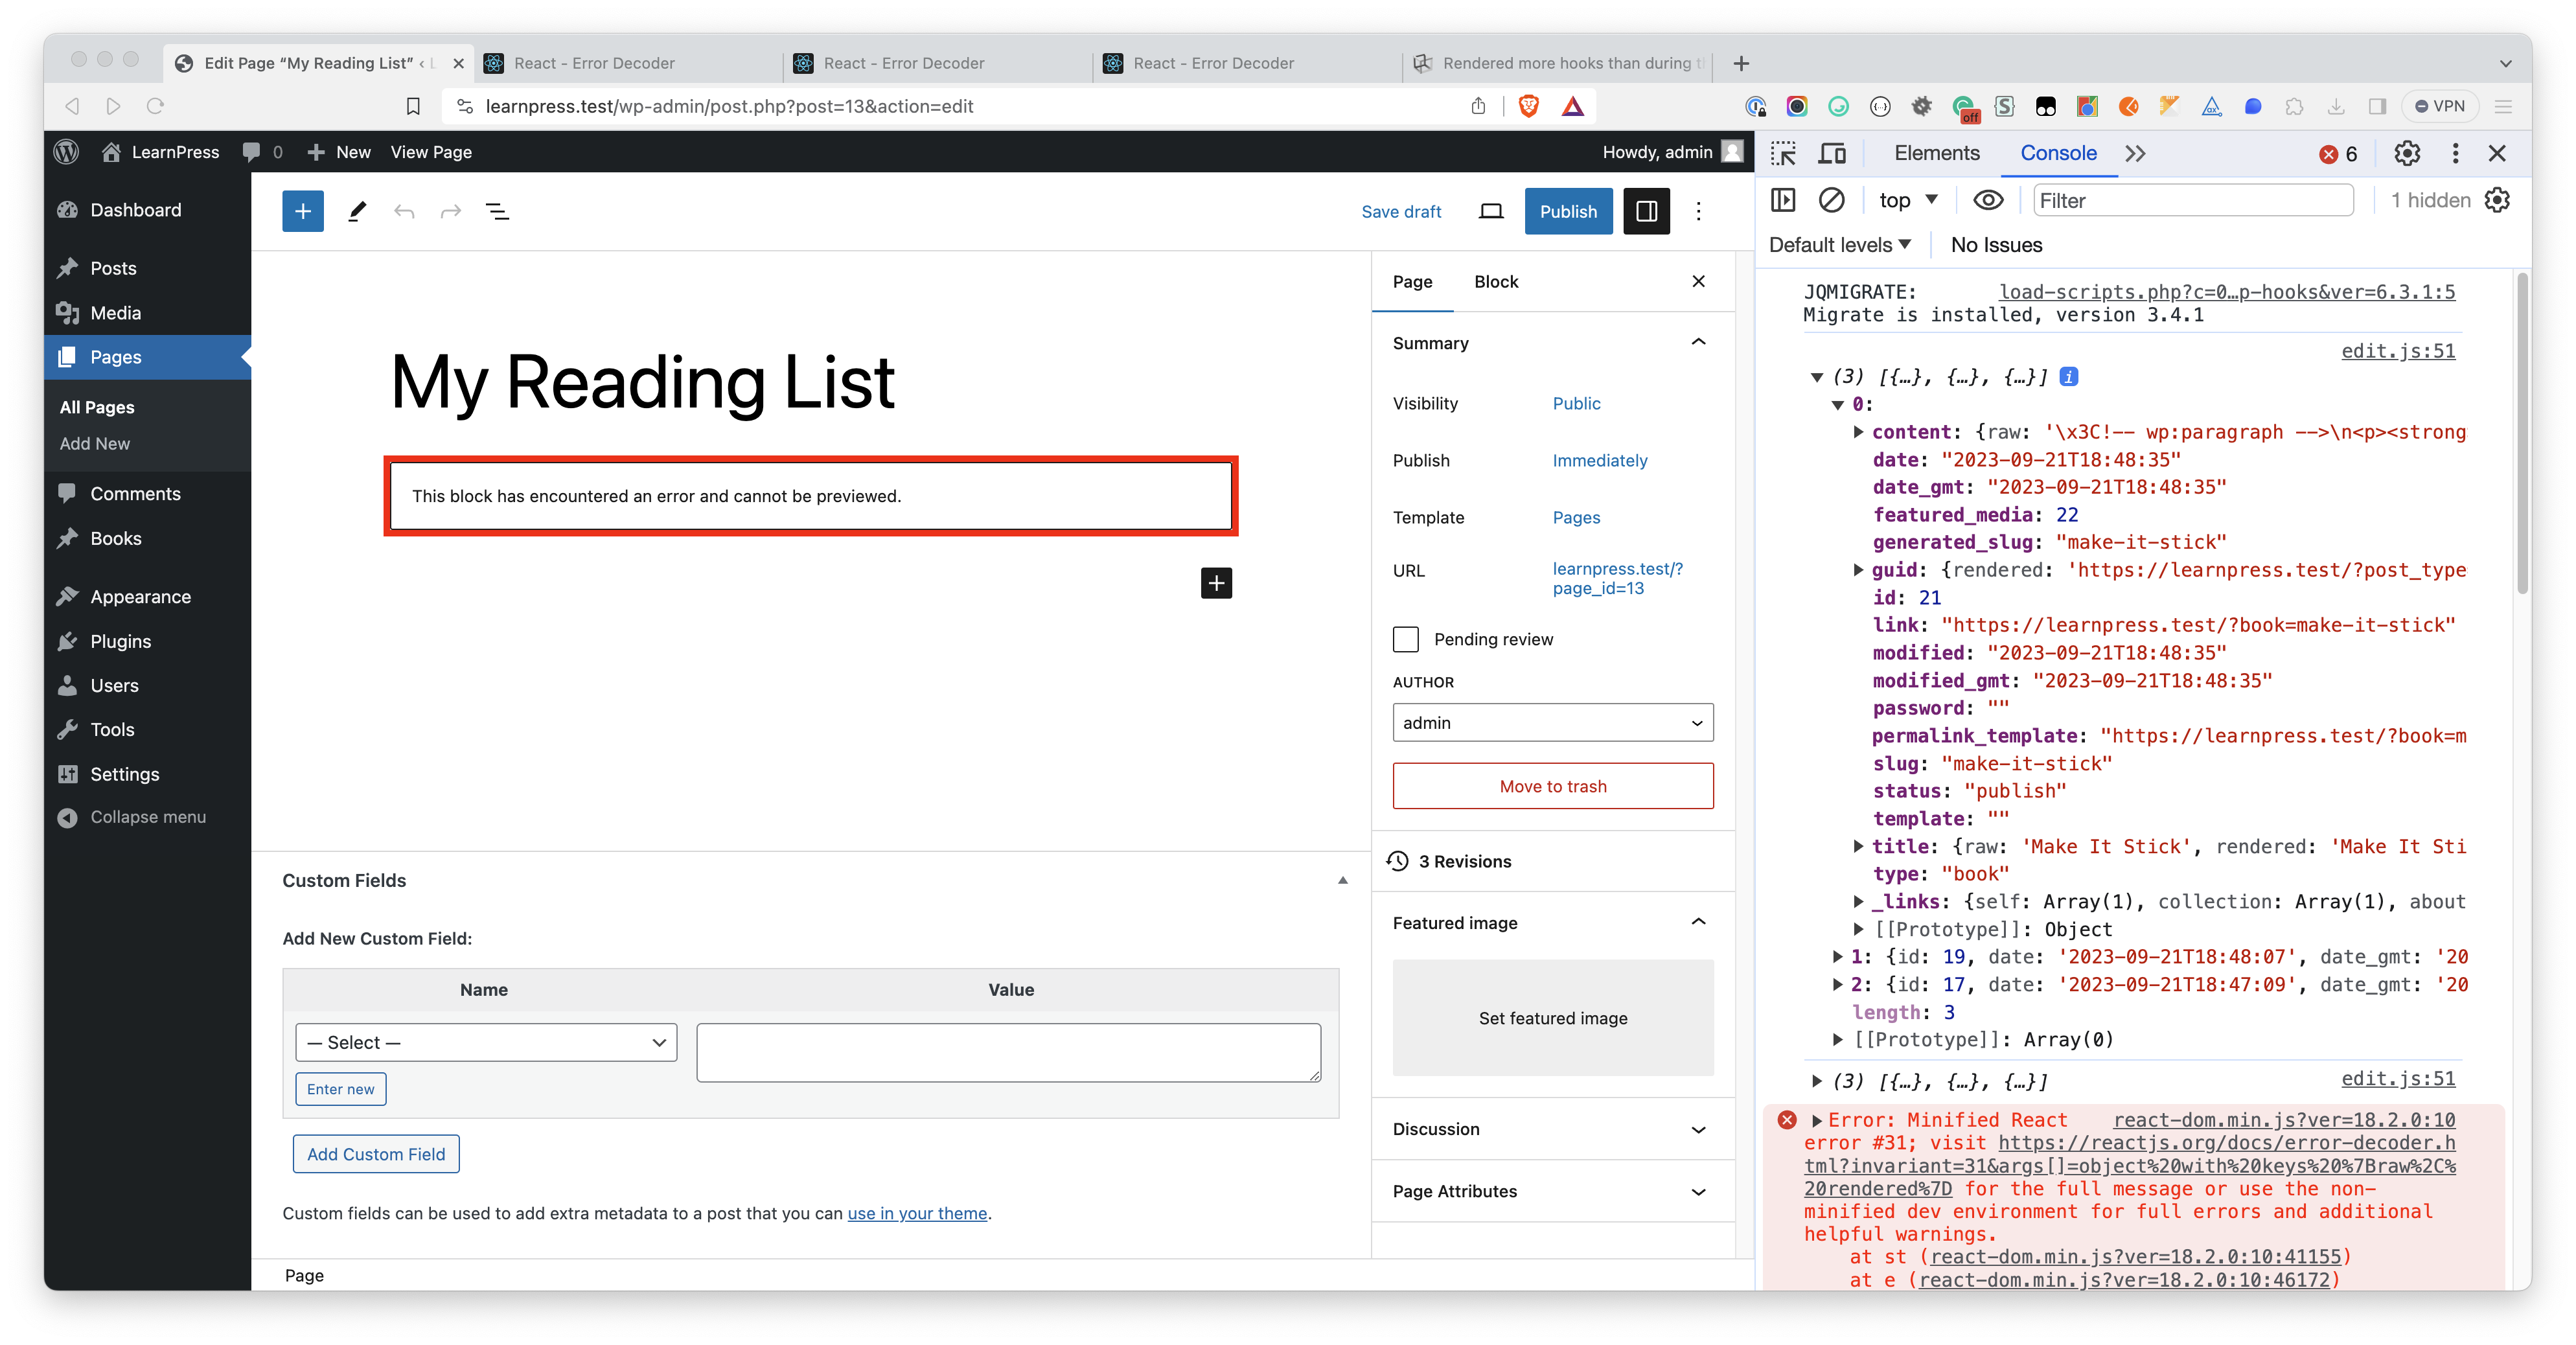 Edit Page “My Reading List” ‹ L
React - Error Decoder
React - Error Decoder
React - Error Decoder
Rendered more hooks than during t
learnpress.test/wp-admin/post.php?post=13&action=edit
off
VPN
LearnPress
0
New
View Page
Howdy, admin
Dashboard
Posts
Media
Pages
All Pages
Add New
Comments
Books
Appearance
Plugins
Users
Tools
Settings
Collapse menu
Save draft
Publish
My Reading List
This block has encountered an error and cannot be previewed.
Custom Fields
Add New Custom Field:
Name
Value
— Select —
Enter new
Add Custom Field
Custom fields can be used to add extra metadata to a post that you can use in your theme.
Page
Page
Block
Summary
Visibility
Public
Publish
Immediately
Template
Pages
URL
learnpress.test/?
page_id=13
Pending review
AUTHOR
admin
Move to trash
3 Revisions
Featured image
Set featured image
Discussion
Page Attributes
Elements
Console
6
top
Filter
1 hidden
Default levels
No Issues
JQMIGRATE: load-scripts.php?c=0…p-hooks&ver=6.3.1:5
Migrate is installed, version 3.4.1
edit.js:51
(3) [{…}, {…}, {…}]
0:
content: {raw: '\x3C!-- wp:paragraph -->\n<p><strong
date: "2023-09-21T18:48:35"
date_gmt: "2023-09-21T18:48:35"
featured_media: 22
generated_slug: "make-it-stick"
guid: {rendered: 'https://learnpress.test/?post_type
id: 21
link: "https://learnpress.test/?book=make-it-stick"
modified: "2023-09-21T18:48:35"
modified_gmt: "2023-09-21T18:48:35"
password: ""
permalink_template: "https://learnpress.test/?book=m
slug: "make-it-stick"
status: "publish"
template: ""
title: {raw: 'Make It Stick', rendered: 'Make It Sti
type: "book"
_links: {self: Array(1), collection: Array(1), about
[[Prototype]]: Object
1: {id: 19, date: '2023-09-21T18:48:07', date_gmt: '20
2: {id: 17, date: '2023-09-21T18:47:09', date_gmt: '20
length: 3
[[Prototype]]: Array(0)
(3) [{…}, {…}, {…}] edit.js:51
Error: Minified React react-dom.min.js?ver=18.2.0:10
error #31; visit https://reactjs.org/docs/error-decoder.h
tml?invariant=31&args[]=object%20with%20keys%20%7Braw%2C%
20rendered%7D for the full message or use the non-
minified dev environment for full errors and additional
helpful warnings.
at st (react-dom.min.js?ver=18.2.0:10:41155)
at e (react-dom.min.js?ver=18.2.0:10:46172)